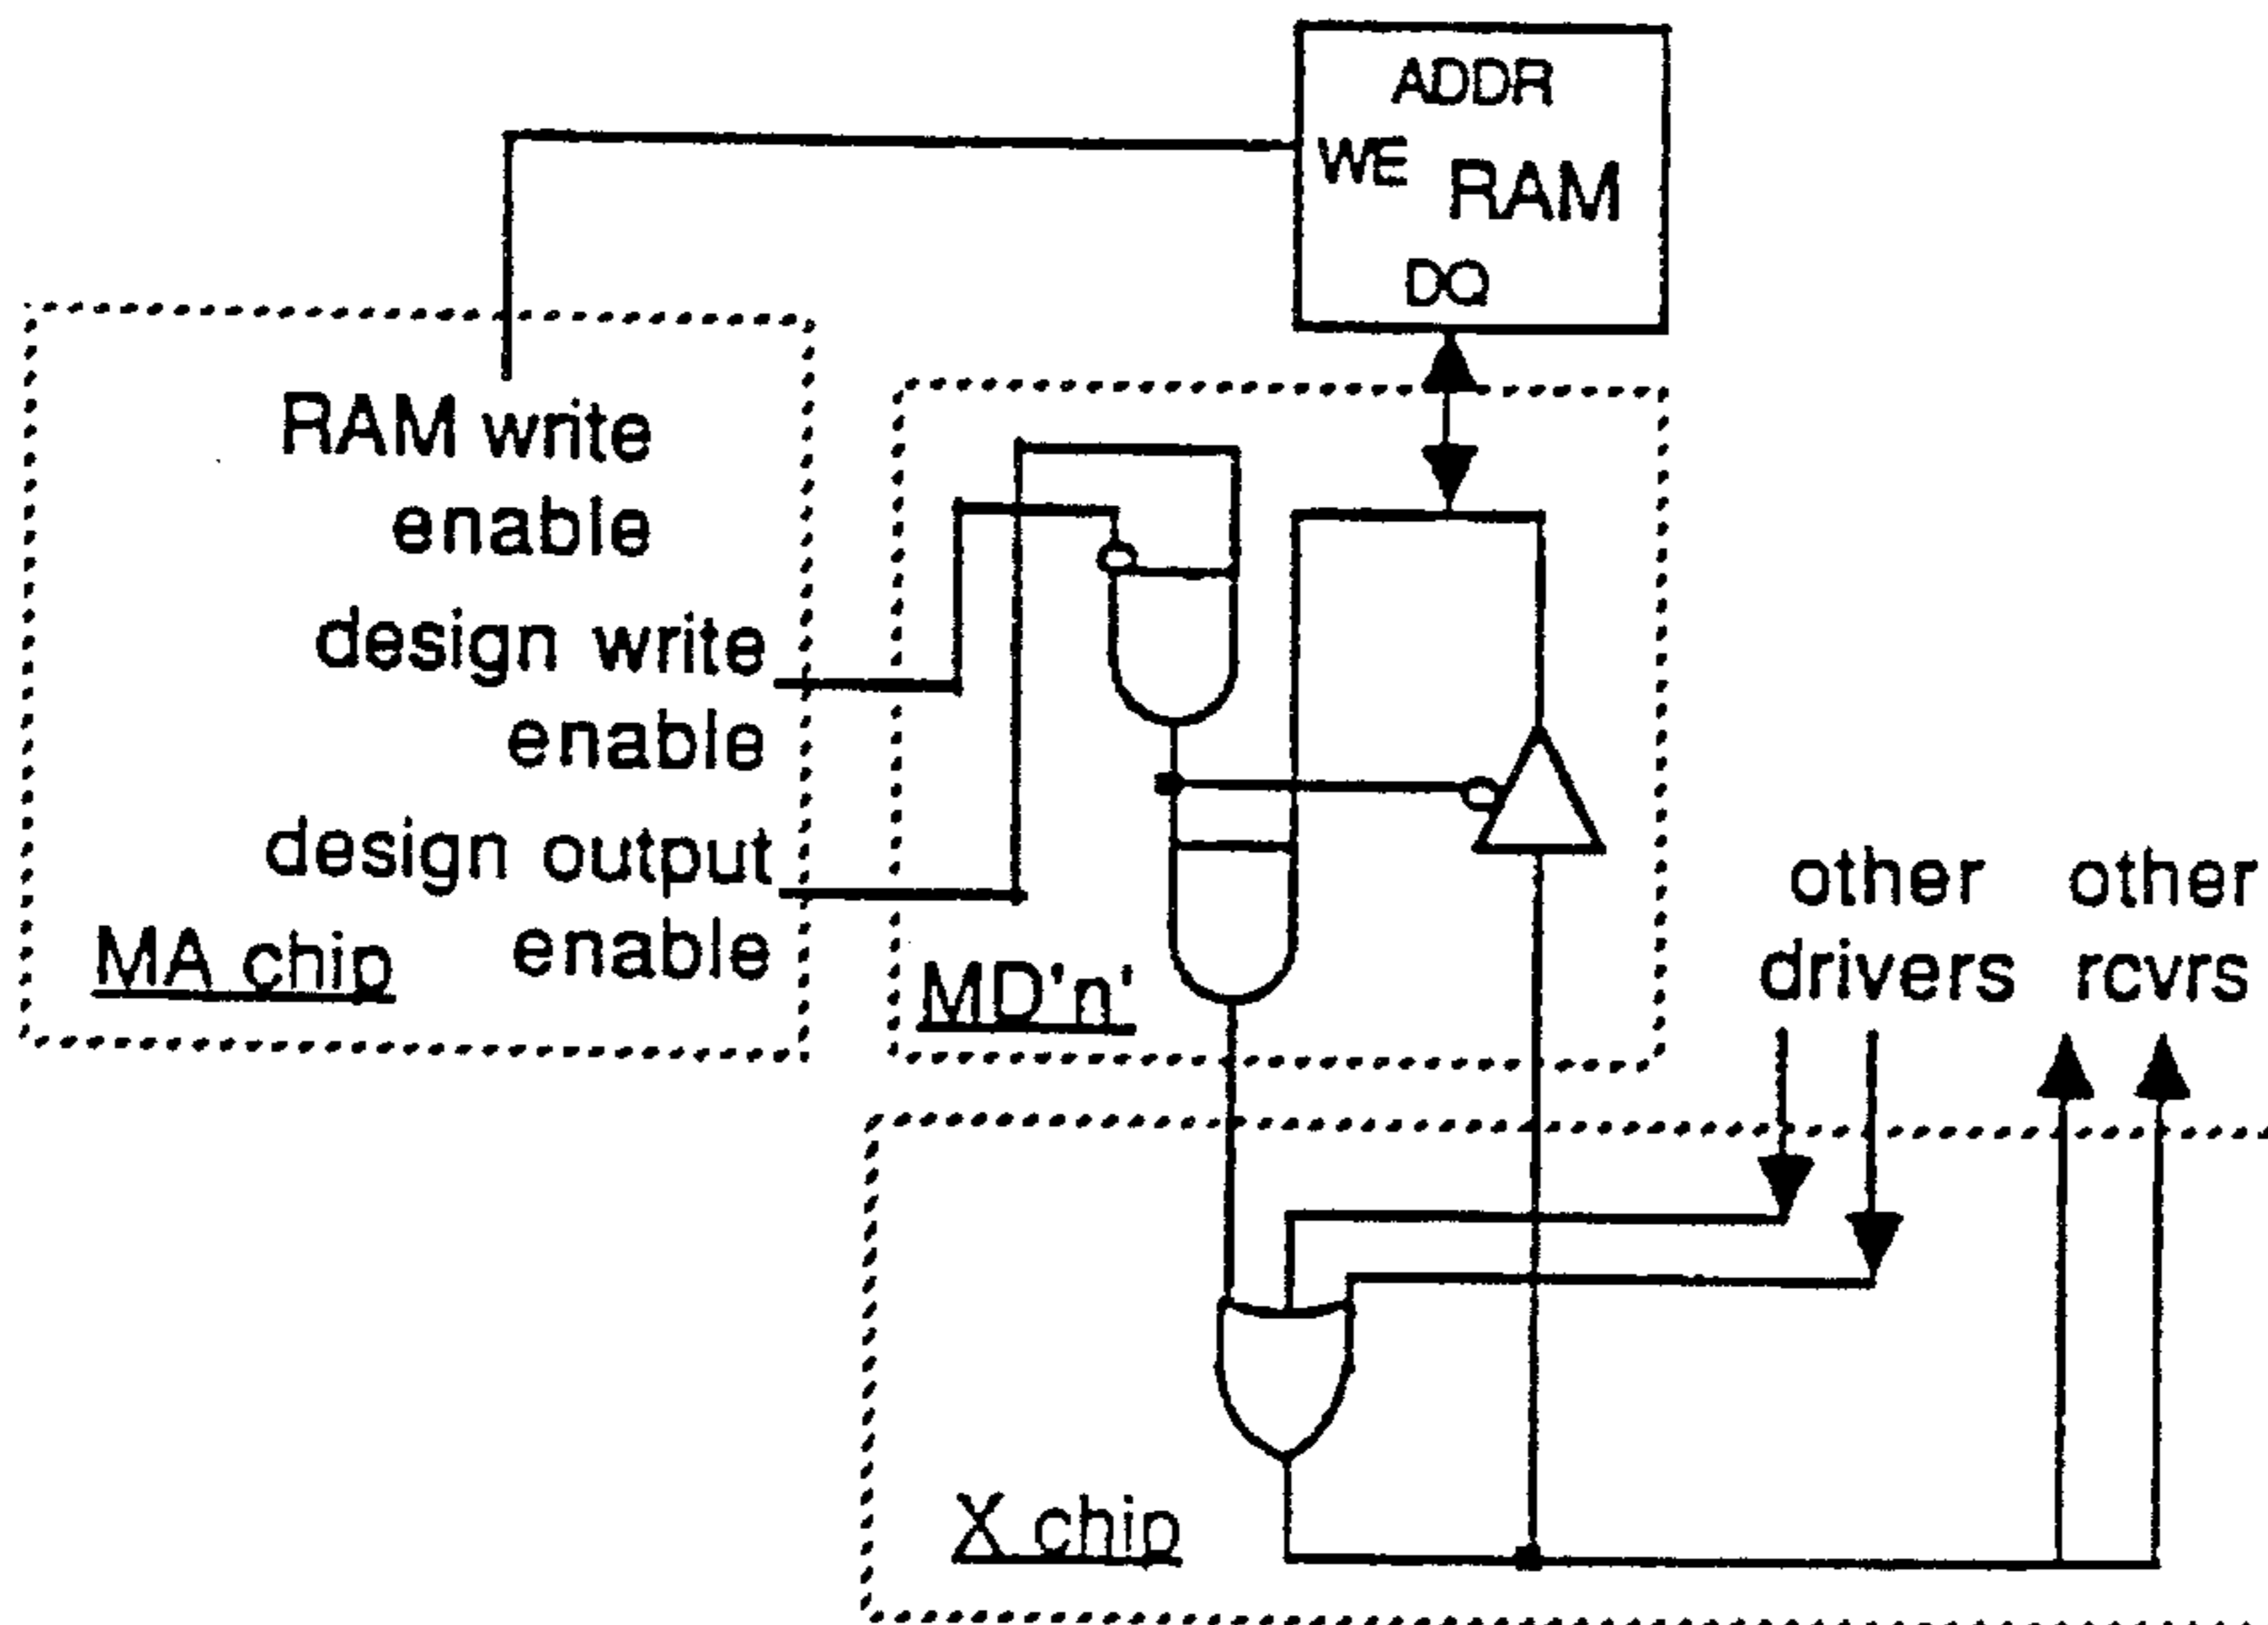 ADDR
WE
RAM
DQ
RAM write
enable
design write
enable
design output
enable
MA chip
MD'n'
other other
drivers rcvrs
X chip